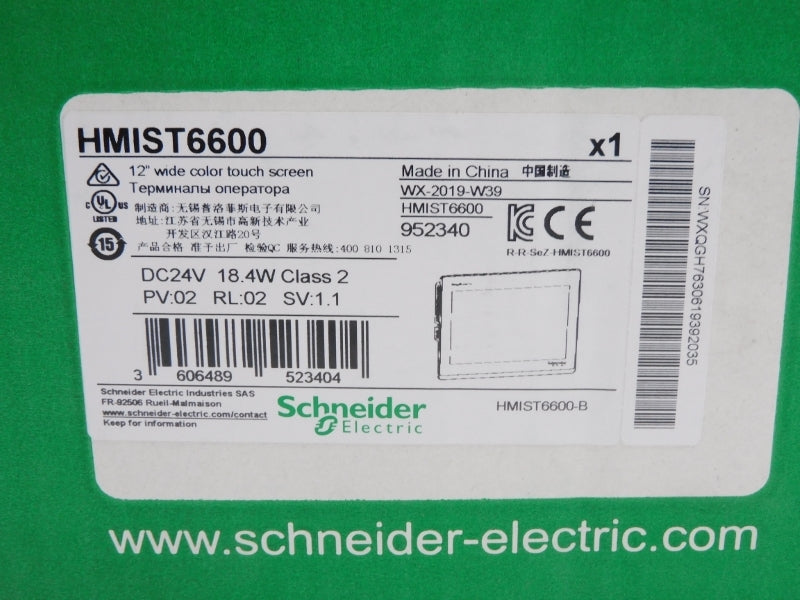 HMIST6600 x1
12" wide color touch screen
Терминалы оператора
Made in China 中国制造
WX-2019-W39
HMIST6600
952340
C UL US
LISTED
制造商:无锡普洛菲斯电子有限公司
地址:江苏省无锡市高新技术产业
开发区汉江路20号
15
产品合格 准予出厂 检验QC 服务热线:400 810 1315
CE
R-R-SeZ-HMIST6600
DC24V 18.4W Class 2
PV:02 RL:02 SV:1.1
3 606489 523404
Schneider Electric Industries SAS
FR-92506 Rueil-Malmaison
www.schneider-electric.com/contact
Keep for information
Schneider
Electric
HMIST6600-B
SN:WXQGH7630619392035
www.schneider-electric.com